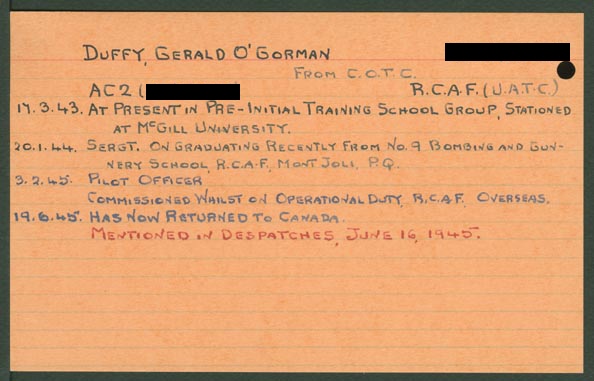 DUFFY, GERALD O'GORMAN
FROM C.O.T.C.
AC2 ( ) R.C.A.F. (U.A.T.C.)
17.3.43. AT PRESENT IN PRE-INITIAL TRAINING SCHOOL GROUP, STATIONED
AT MCGILL UNIVERSITY.
20.1.44. SERGT. ON GRADUATING RECENTLY FROM NO.9 BOMBING AND GUN-
NERY SCHOOL, R.C.A.F., MONT JOLI, P.Q.
3.2.45. PILOT OFFICER
COMMISSIONED WHILST ON OPERATIONAL DUTY, R.C.A.F. OVERSEAS.
19.6.45. HAS NOW RETURNED TO CANADA.
MENTIONED IN DESPATCHES, JUNE 16, 1945.